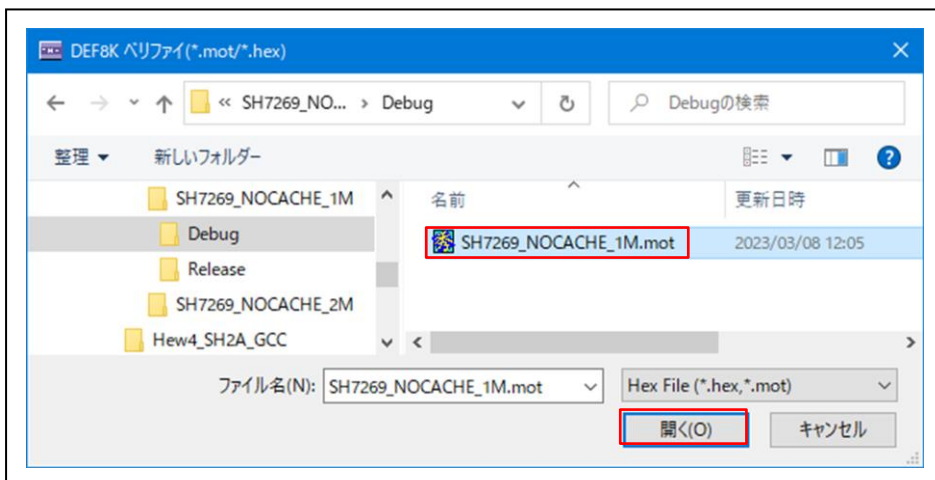 DEF8K ベリファイ(*.mot/*.hex)
« SH7269_NO... › Debug
Debugの検索
整理
新しいフォルダー
SH7269_NOCACHE_1M
Debug
Release
SH7269_NOCACHE_2M
Hew4_SH2A_GCC
名前
更新日時
SH7269_NOCACHE_1M.mot
2023/03/08 12:05
ファイル名(N):
SH7269_NOCACHE_1M.mot
Hex File (*.hex,*.mot)
開く(O)
キャンセル